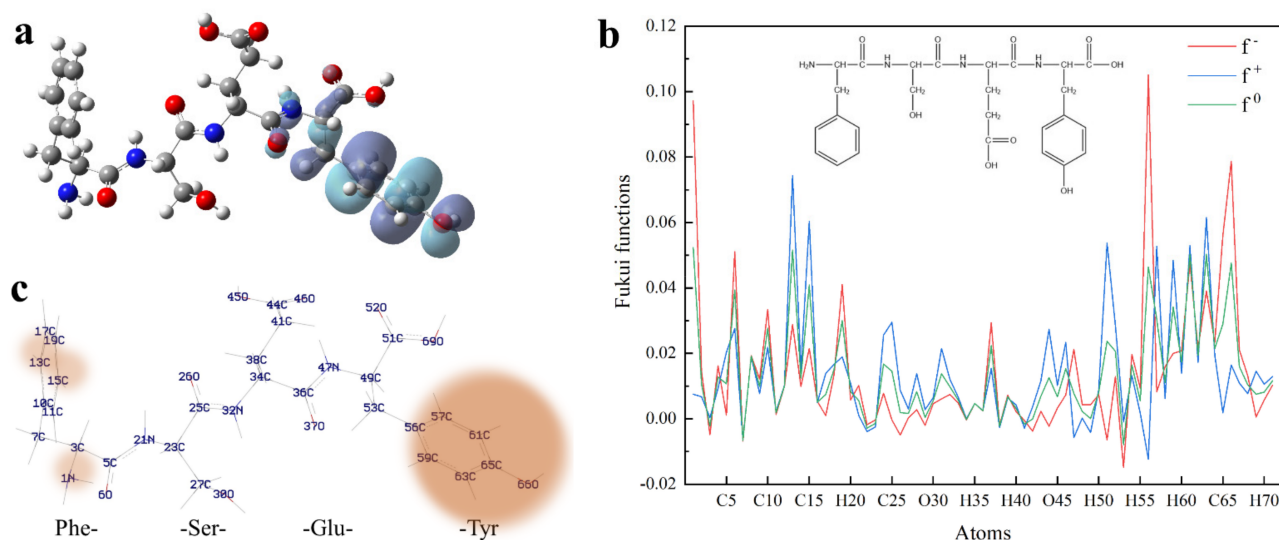 a
b
c
0.12
0.10
0.08
0.06
0.04
0.02
0.00
-0.02
Fukui functions
C5 C10 C15 H20 C25 O30 H35 H40 O45 H50 H55 H60 C65 H70
Atoms
f -
f +
f 0
H₂N CH C N CH C N CH C N CH C OH
O O O O
H H H
CH₂ CH₂ CH₂ CH₂
OH CH₂
C O
OH
OH
45O 44C 46O
41C
52O
51C 69O
17C
19C
13C
15C
38C 47N
34C
26O
49C
10C
11C
25C
36C
32N
53C
7C
21N
37O
56C 57C
3C
23C
61C
5C
59C
65C
1N
27C
63C
6O
30O
66O
Phe- -Ser- -Glu- -Tyr